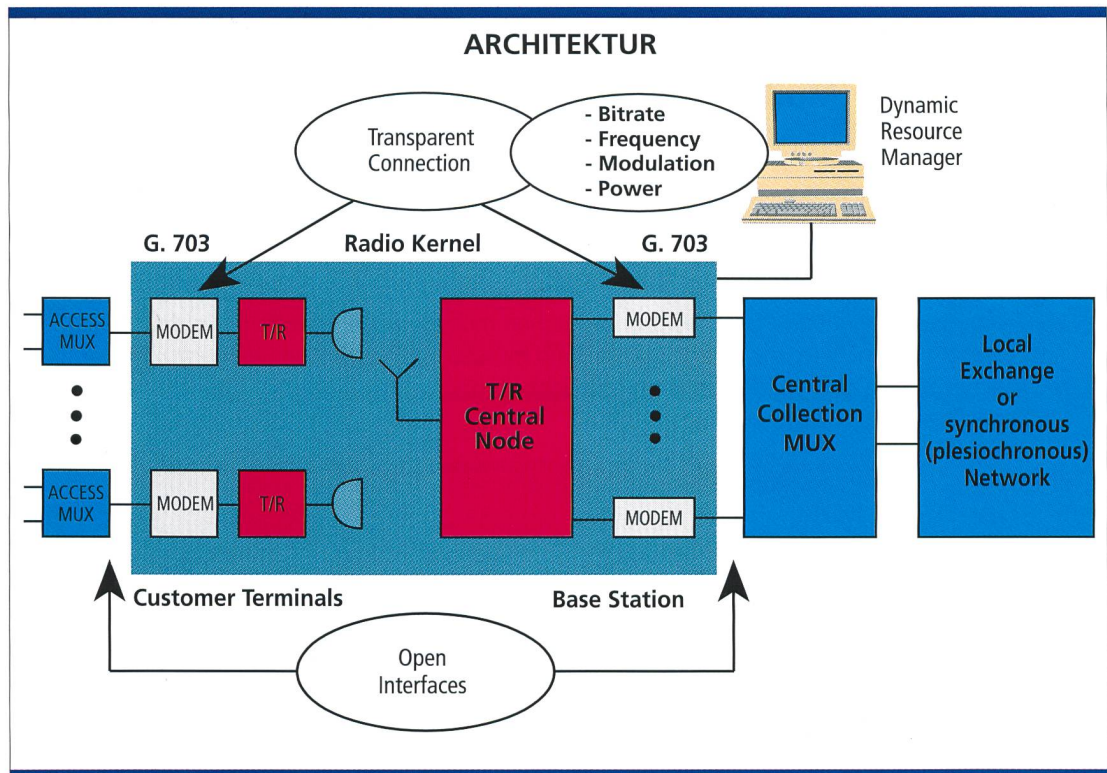 ARCHITEKTUR
Transparent
Connection
- Bitrate
- Frequency
- Modulation
- Power
Dynamic
Resource
Manager
G. 703
Radio Kernel
G. 703
ACCESS
MUX
MODEM
T/R
MODEM
T/R
Central
Node
Central
Collection
MUX
Local
Exchange
or
synchronous
(plesiochronous)
Network
ACCESS
MUX
MODEM
T/R
MODEM
Customer Terminals
Base Station
Open
Interfaces